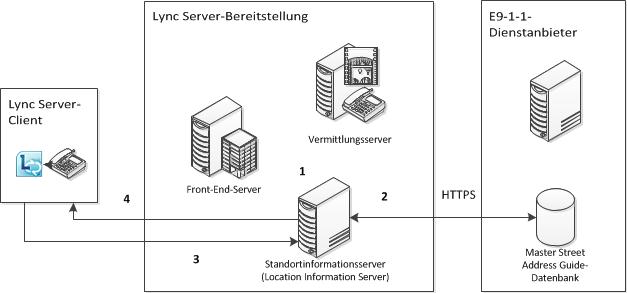 Lync Server-Bereitstellung
E9-1-1-
Dienstanbieter
Lync Server-
Client
L
Vermittlungsserver
Front-End-Server
1
2
HTTPS
4
3
Standortinformationsserver
(Location Information Server)
Master Street
Address Guide-
Datenbank